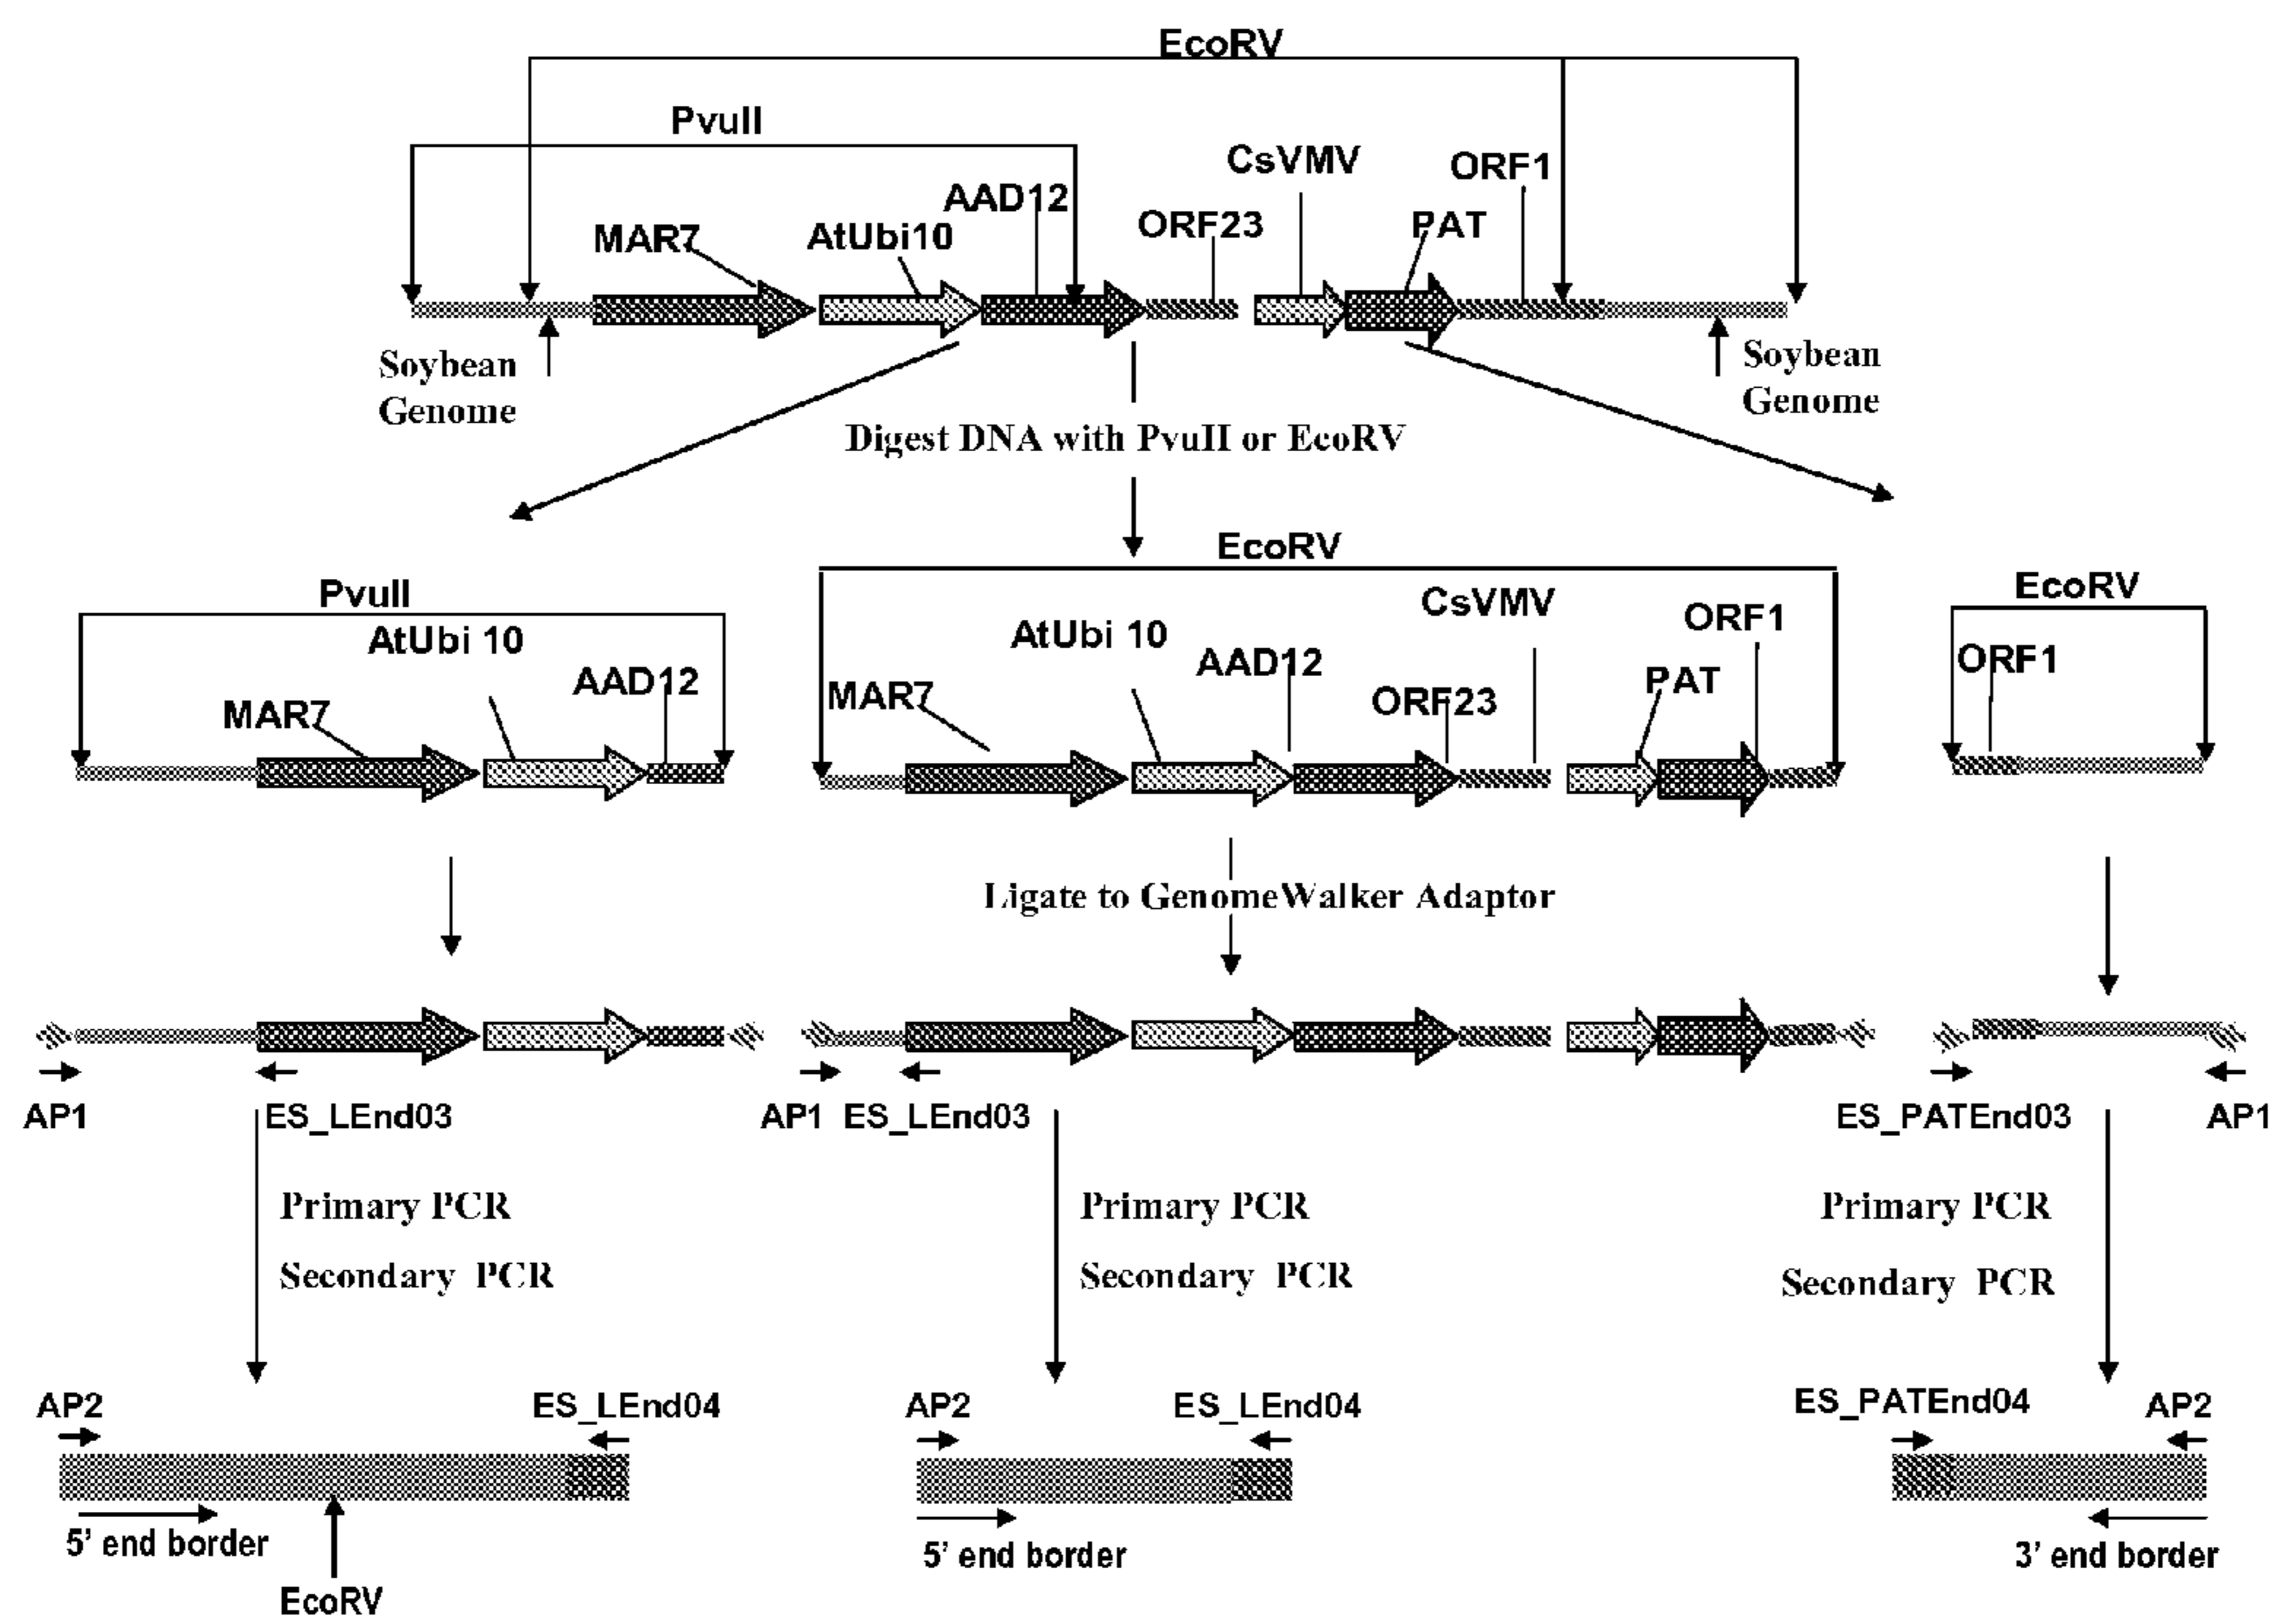 EcoRV
PvuII
CsVMV
ORF1
AAD12
ORF23
PAT
MAR7
AtUbi10
Soybean
Genome
Soybean
Genome
Digest DNA with PvuII or EcoRV
EcoRV
PvuII
EcoRV
AtUbi 10
AAD12
MAR7
MAR7
AtUbi 10
AAD12
ORF23
CsVMV
PAT
ORF1
ORF1
Ligate to GenomeWalker Adaptor
AP1
ES_LEnd03
AP1
ES_LEnd03
ES_PATEnd03
AP1
Primary PCR
Secondary PCR
Primary PCR
Secondary PCR
Primary PCR
Secondary PCR
AP2
ES_LEnd04
AP2
ES_LEnd04
ES_PATEnd04
AP2
5' end border
EcoRV
5' end border
3' end border